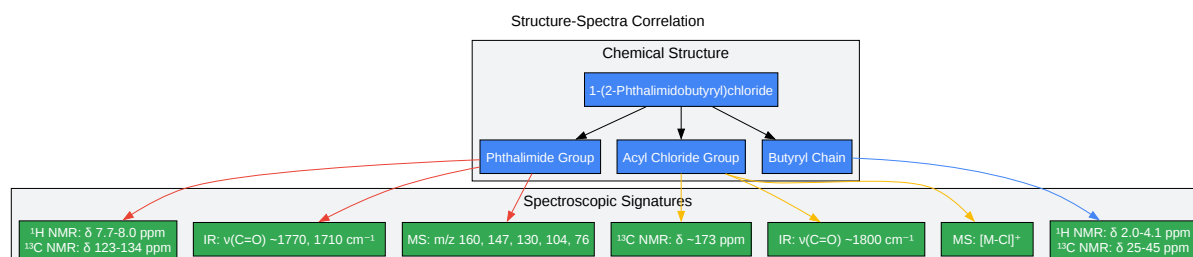 Structure-Spectra Correlation
Chemical Structure
1-(2-Phthalimidobutyryl)chloride
Phthalimide Group
Acyl Chloride Group
Butyryl Chain
Spectroscopic Signatures
¹H NMR: δ 7.7-8.0 ppm
¹³C NMR: δ 123-134 ppm
IR: ν(C=O) ~1770, 1710 cm⁻¹
MS: m/z 160, 147, 130, 104, 76
¹³C NMR: δ ~173 ppm
IR: ν(C=O) ~1800 cm⁻¹
MS: [M-Cl]⁺
¹H NMR: δ 2.0-4.1 ppm
¹³C NMR: δ 25-45 ppm